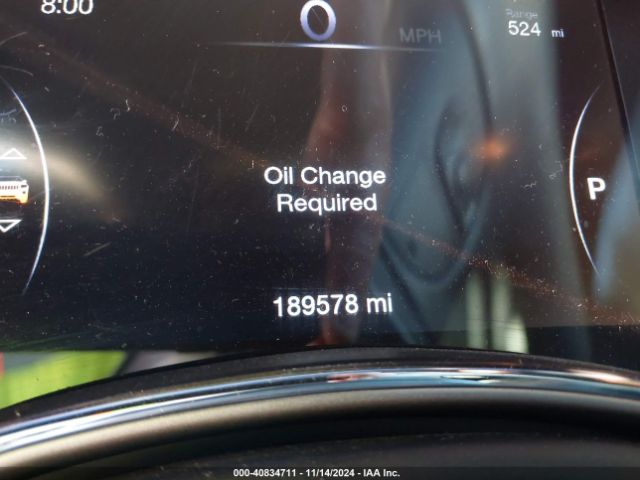 8:00
0
MPH
Range
524 mi
Oil Change
Required
P
189578 mi
000-40834711 - 11/14/2024 - IAA Inc.